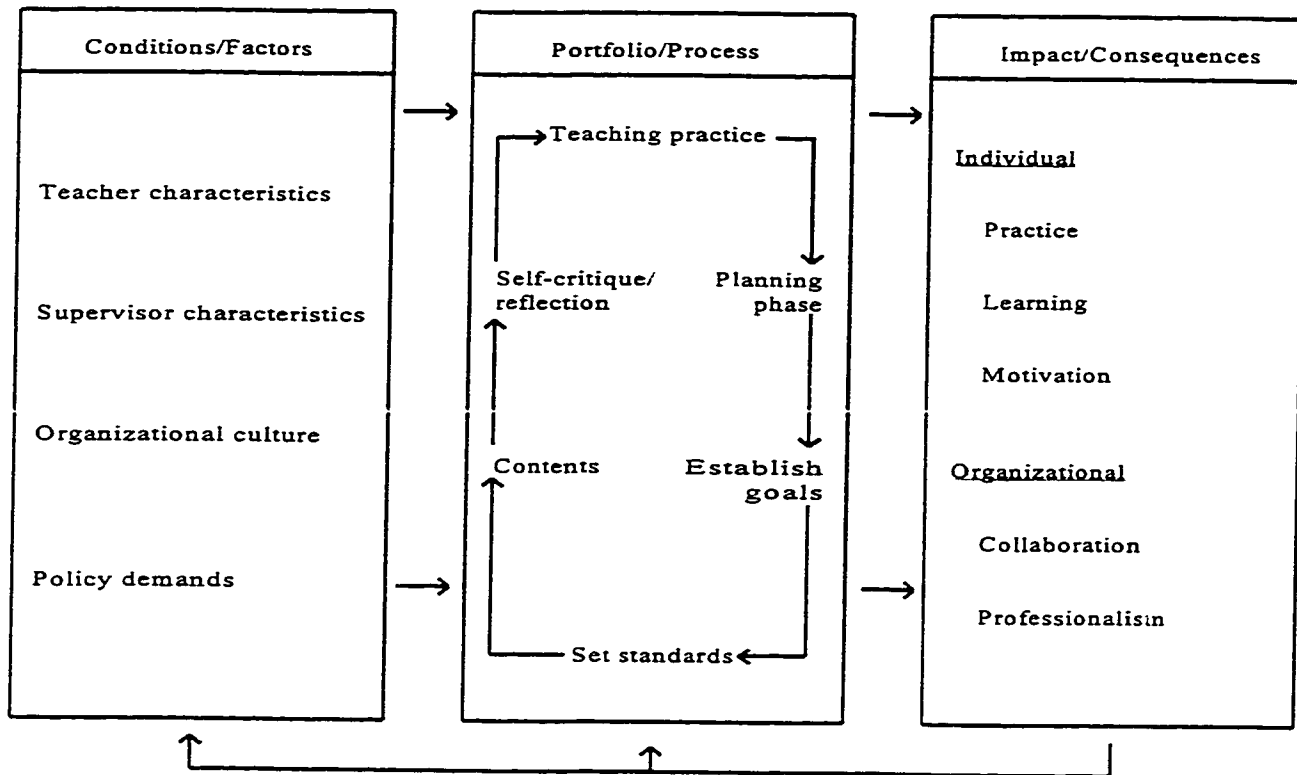 Conditions/Factors
Teacher characteristics
Supervisor characteristics
Organizational culture
Policy demands
Portfolio/Process
Teaching practice
Self-critique/
reflection
Planning
phase
Contents
Establish
goals
Set standards
Impact/Consequences
Individual
Practice
Learning
Motivation
Organizational
Collaboration
Professionalism